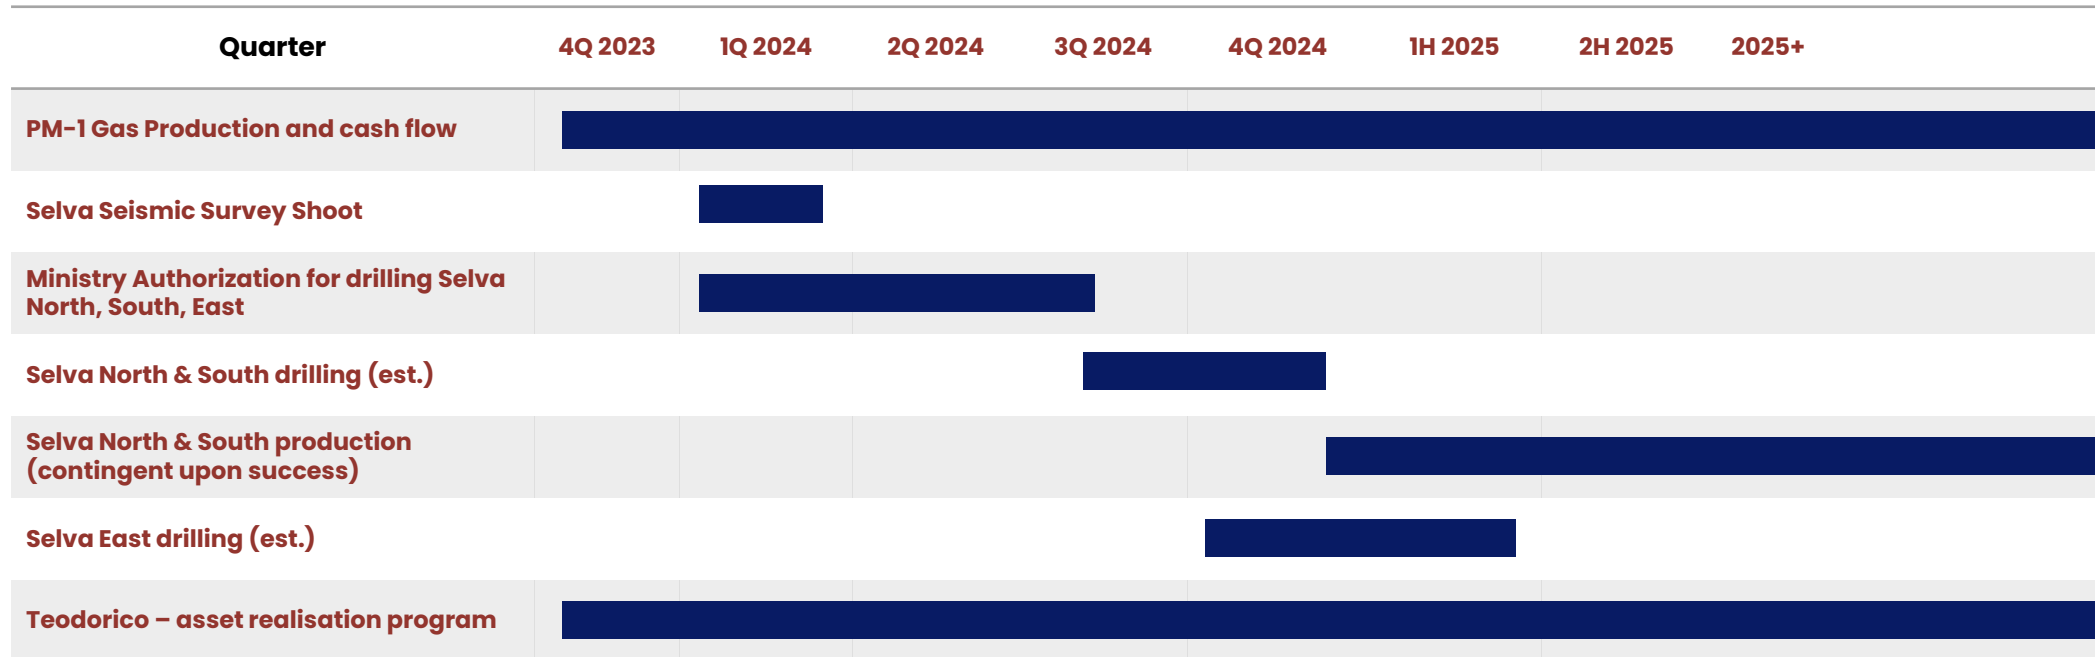 Quarter 4Q 2023 1Q 2024 2Q 2024 3Q 2024 4Q 2024 1H 2025 2H 2025 2025+
PM-1 Gas Production and cash flow
Selva Seismic Survey Shoot
Ministry Authorization for drilling Selva
North, South, East
Selva North & South drilling (est.)
Selva North & South production
(contingent upon success)
Selva East drilling (est.)
Teodorico – asset realisation program